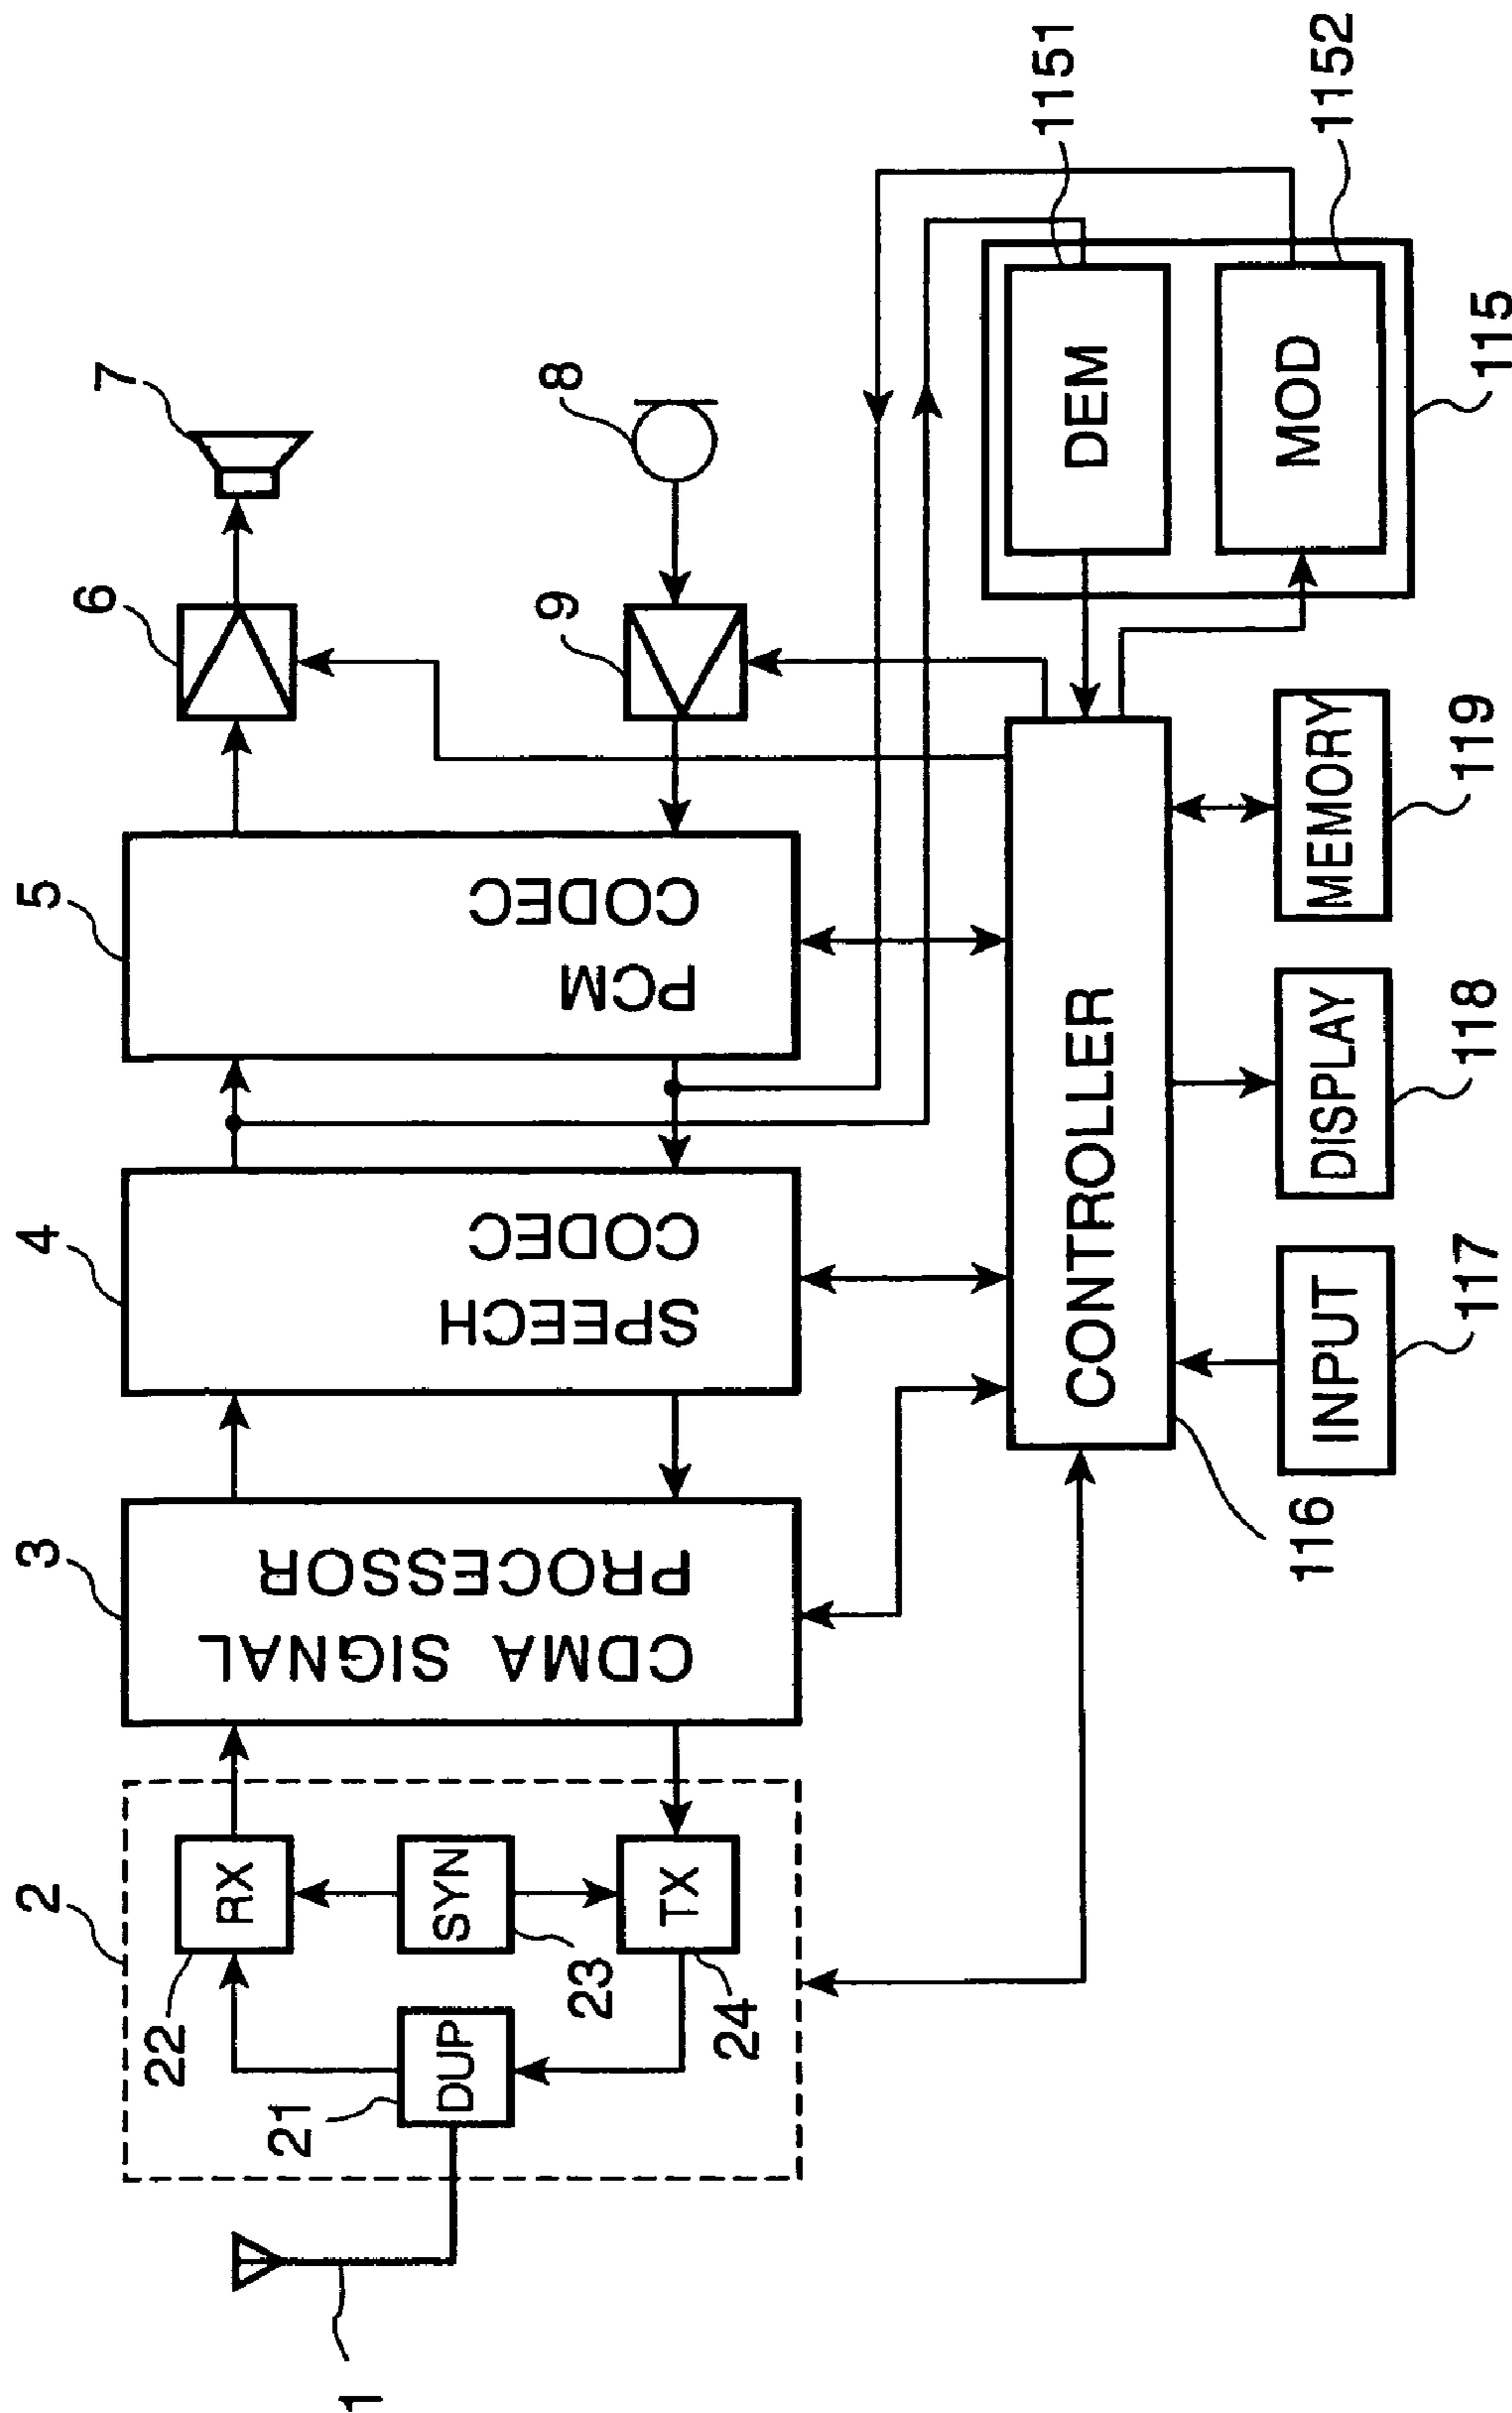 1
2
21
DUP
22
RX
SYN
23
TX
24
3
CDMA SIGNAL
PROCESSOR
4
SPEECH
CODEC
5
PCM
CODEC
6
7
8
9
CONTROLLER
116
INPUT
117
DISPLAY
118
MEMORY
119
DEM
1151
MOD
1152
115